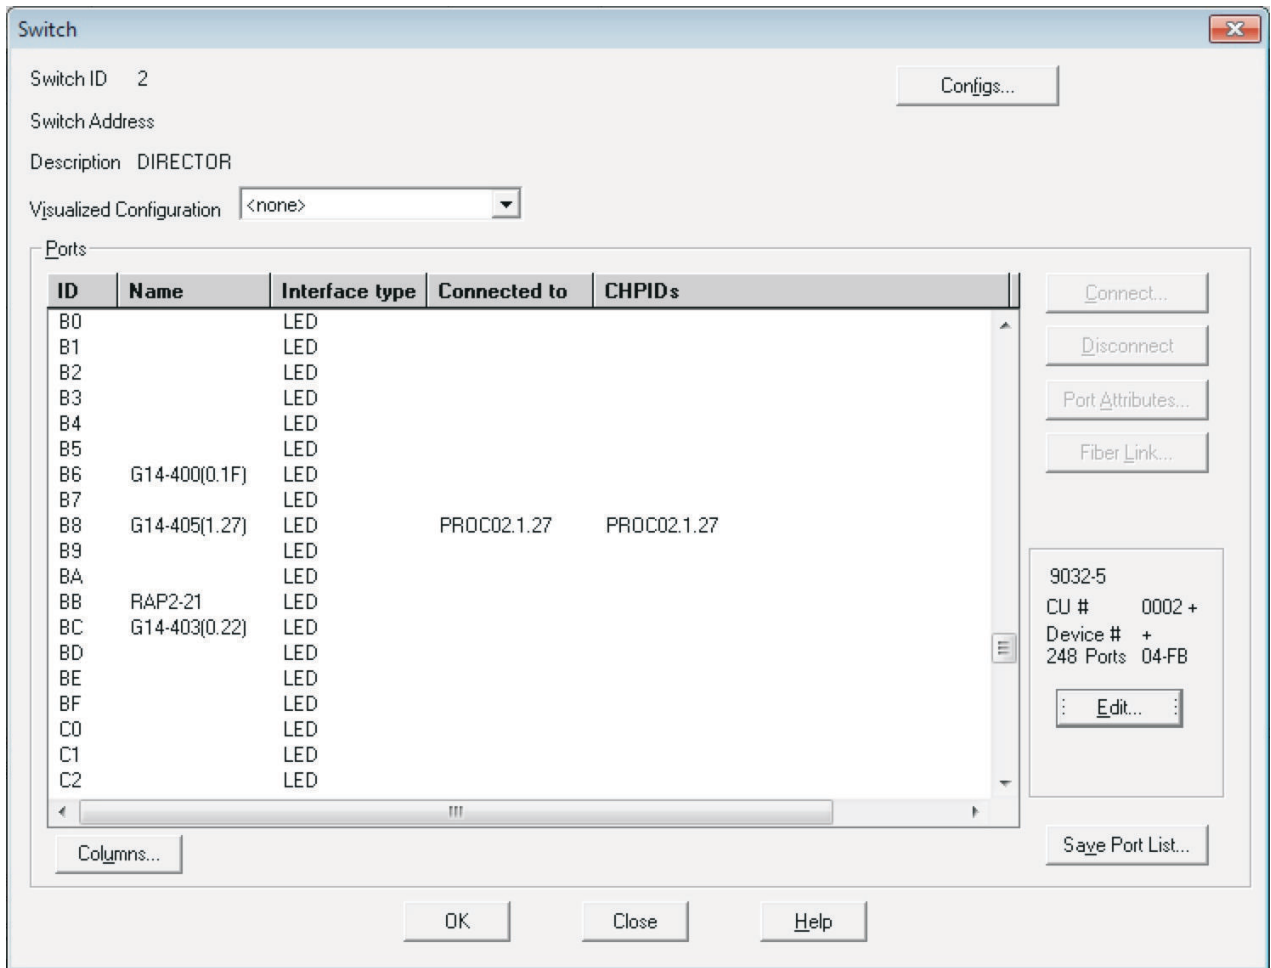 Switch
Switch ID 2
Configs...
Switch Address
Description DIRECTOR
Visualized Configuration <none>
Ports
ID Name Interface type Connected to CHPIDs
B0 LED
B1 LED
B2 LED
B3 LED
B4 LED
B5 LED
B6 G14-400(0.1F) LED
B7 LED
B8 G14-405(1.27) LED PROC02.1.27 PROC02.1.27
B9 LED
BA LED
BB RAP2-21 LED
BC G14-403(0.22) LED
BD LED
BE LED
BF LED
C0 LED
C1 LED
C2 LED
Connect...
Disconnect
Port Attributes...
Fiber Link...
9032-5
CU # 0002 +
Device # +
248 Ports 04-FB
Edit...
Columns...
Save Port List...
OK Close Help